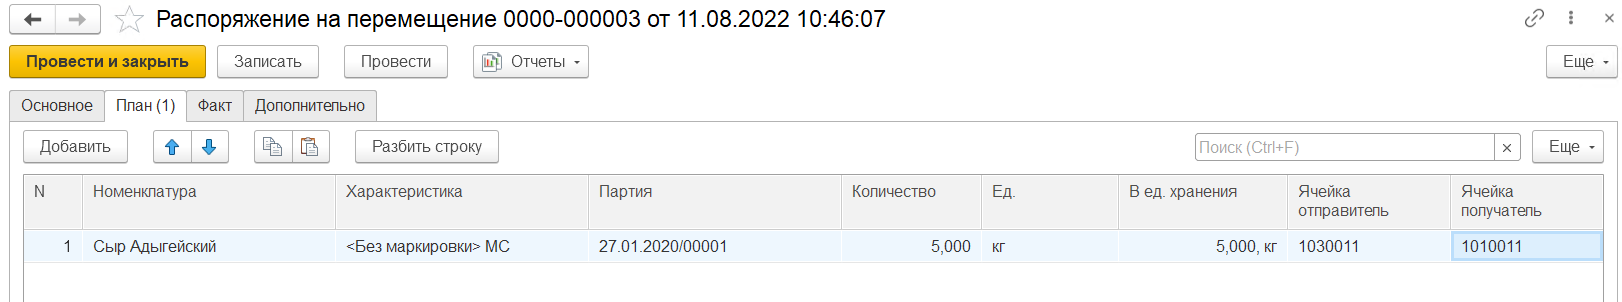 Распоряжение на перемещение 0000-000003 от 11.08.2022 10:46:07
Провести и закрыть Записать Провести Отчеты Еще
Основное План (1) Факт Дополнительно
Добавить Разбить строку Поиск (Ctrl+F) × Еще
N Номенклатура Характеристика Партия Количество Ед. В ед. хранения Ячейка отправитель Ячейка получатель
1 Сыр Адыгейский <Без маркировки> МС 27.01.2020/00001 5,000 кг 5,000, кг 1030011 1010011